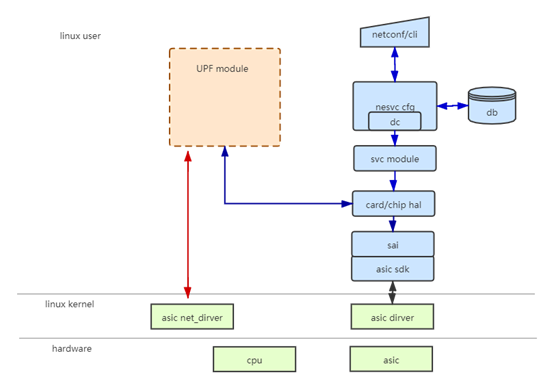 linux user
netconf/cli
UPF module
nesvc cfg
dc
db
svc module
card/chip hal
sai
asic sdk
linux kernel
asic net_dirver
asic dirver
hardware
cpu
asic